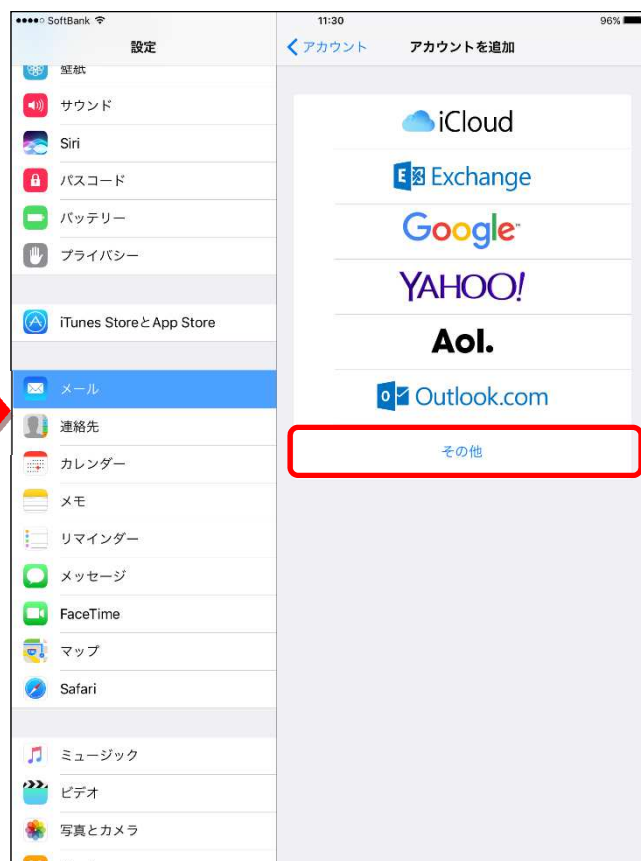 SoftBank
11:30
96%
設定
アカウント
アカウントを追加
壁紙
サウンド
Siri
パスコード
バッテリー
プライバシー
iTunes StoreとApp Store
メール
連絡先
カレンダー
メモ
リマインダー
メッセージ
FaceTime
マップ
Safari
ミュージック
ビデオ
写真とカメラ
iCloud
E Exchange
Google
YAHOO!
Aol.
o Outlook.com
その他